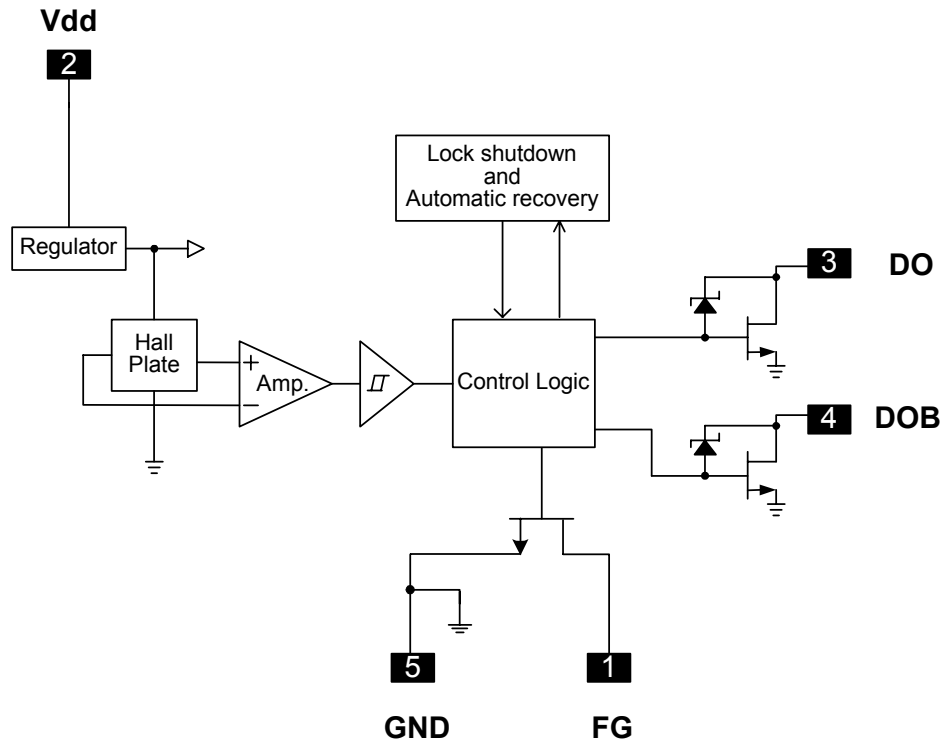 Vdd
2
Lock shutdown
and
Automatic recovery
Regulator
3 DO
Hall
Plate
+
Amp.
−
Control Logic
4 DOB
5
1
GND
FG